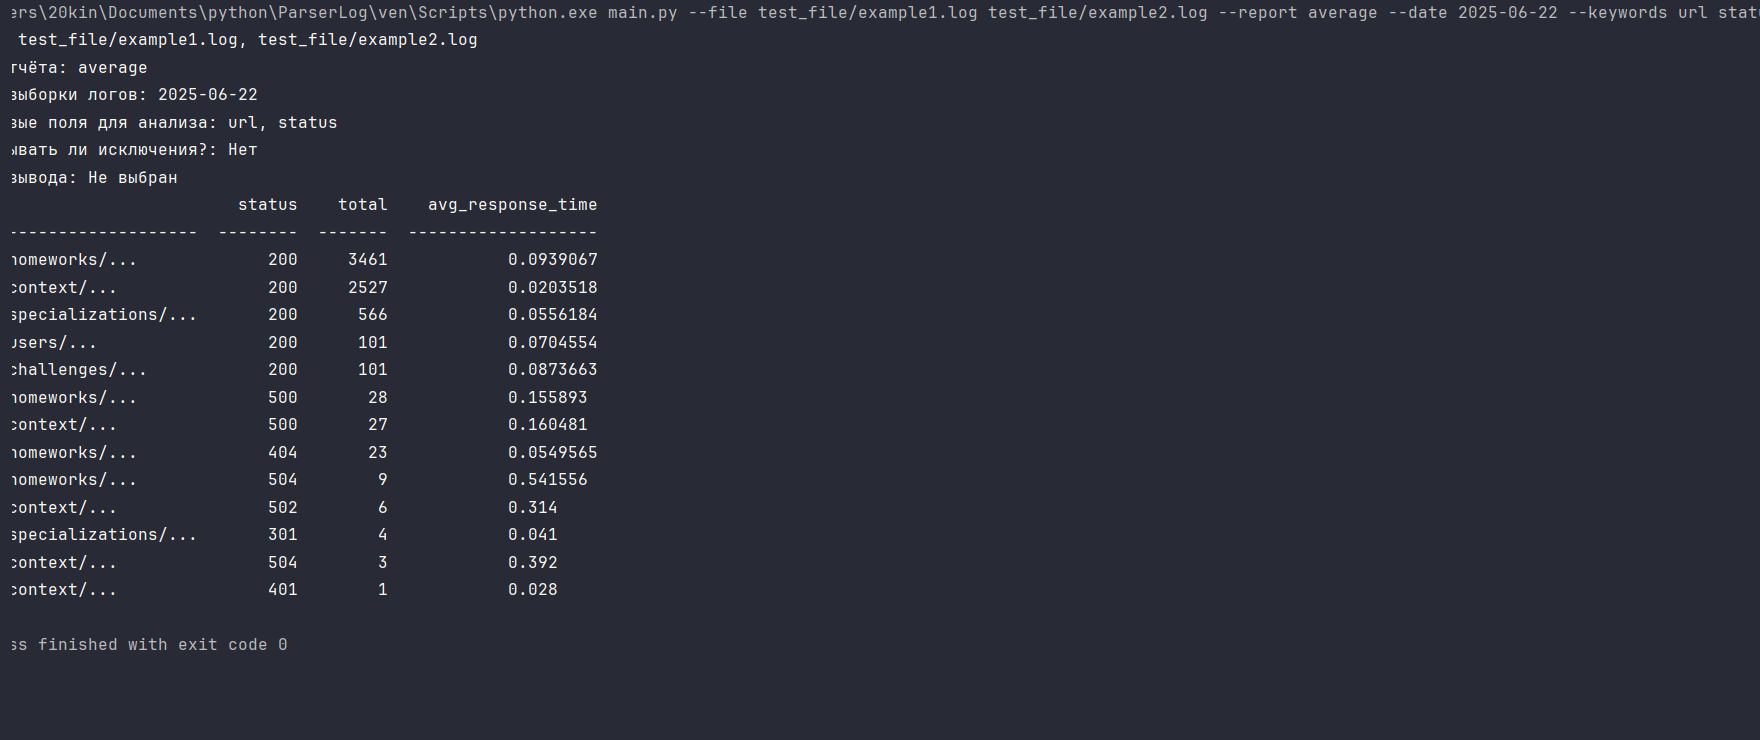 ers\20kin\Documents\python\ParserLog\ven\Scripts\python.exe main.py --file test_file/example1.log test_file/example2.log --report average --date 2025-06-22 --keywords url stat
test_file/example1.log, test_file/example2.log
тчёта: average
выборки логов: 2025-06-22
вые поля для анализа: url, status
ывать ли исключения?: Нет
вывода: Не выбран
status total avg_response_time
------------------- -------- ------- -------------------
homeworks/... 200 3461 0.0939067
context/... 200 2527 0.0203518
specializations/... 200 566 0.0556184
users/... 200 101 0.0704554
challenges/... 200 101 0.0873663
homeworks/... 500 28 0.155893
context/... 500 27 0.160481
homeworks/... 404 23 0.0549565
homeworks/... 504 9 0.541556
context/... 502 6 0.314
specializations/... 301 4 0.041
context/... 504 3 0.392
context/... 401 1 0.028
ss finished with exit code 0